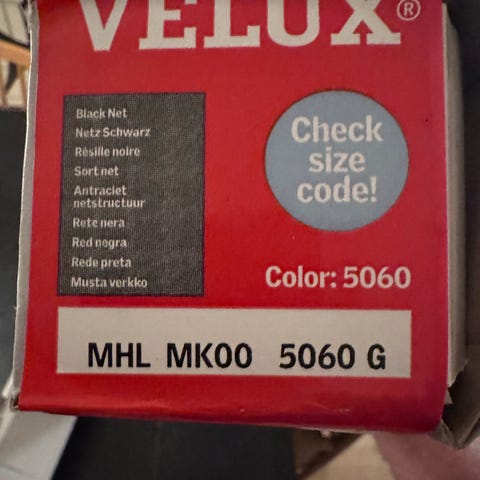 VELUX®
Black Net
Netz Schwarz
Résille noire
Sort net
Antraciet
netstructuur
Rete nera
Red negra
Rede preta
Musta verkko
Check
size
code!
Color: 5060
MHL MK00 5060 G